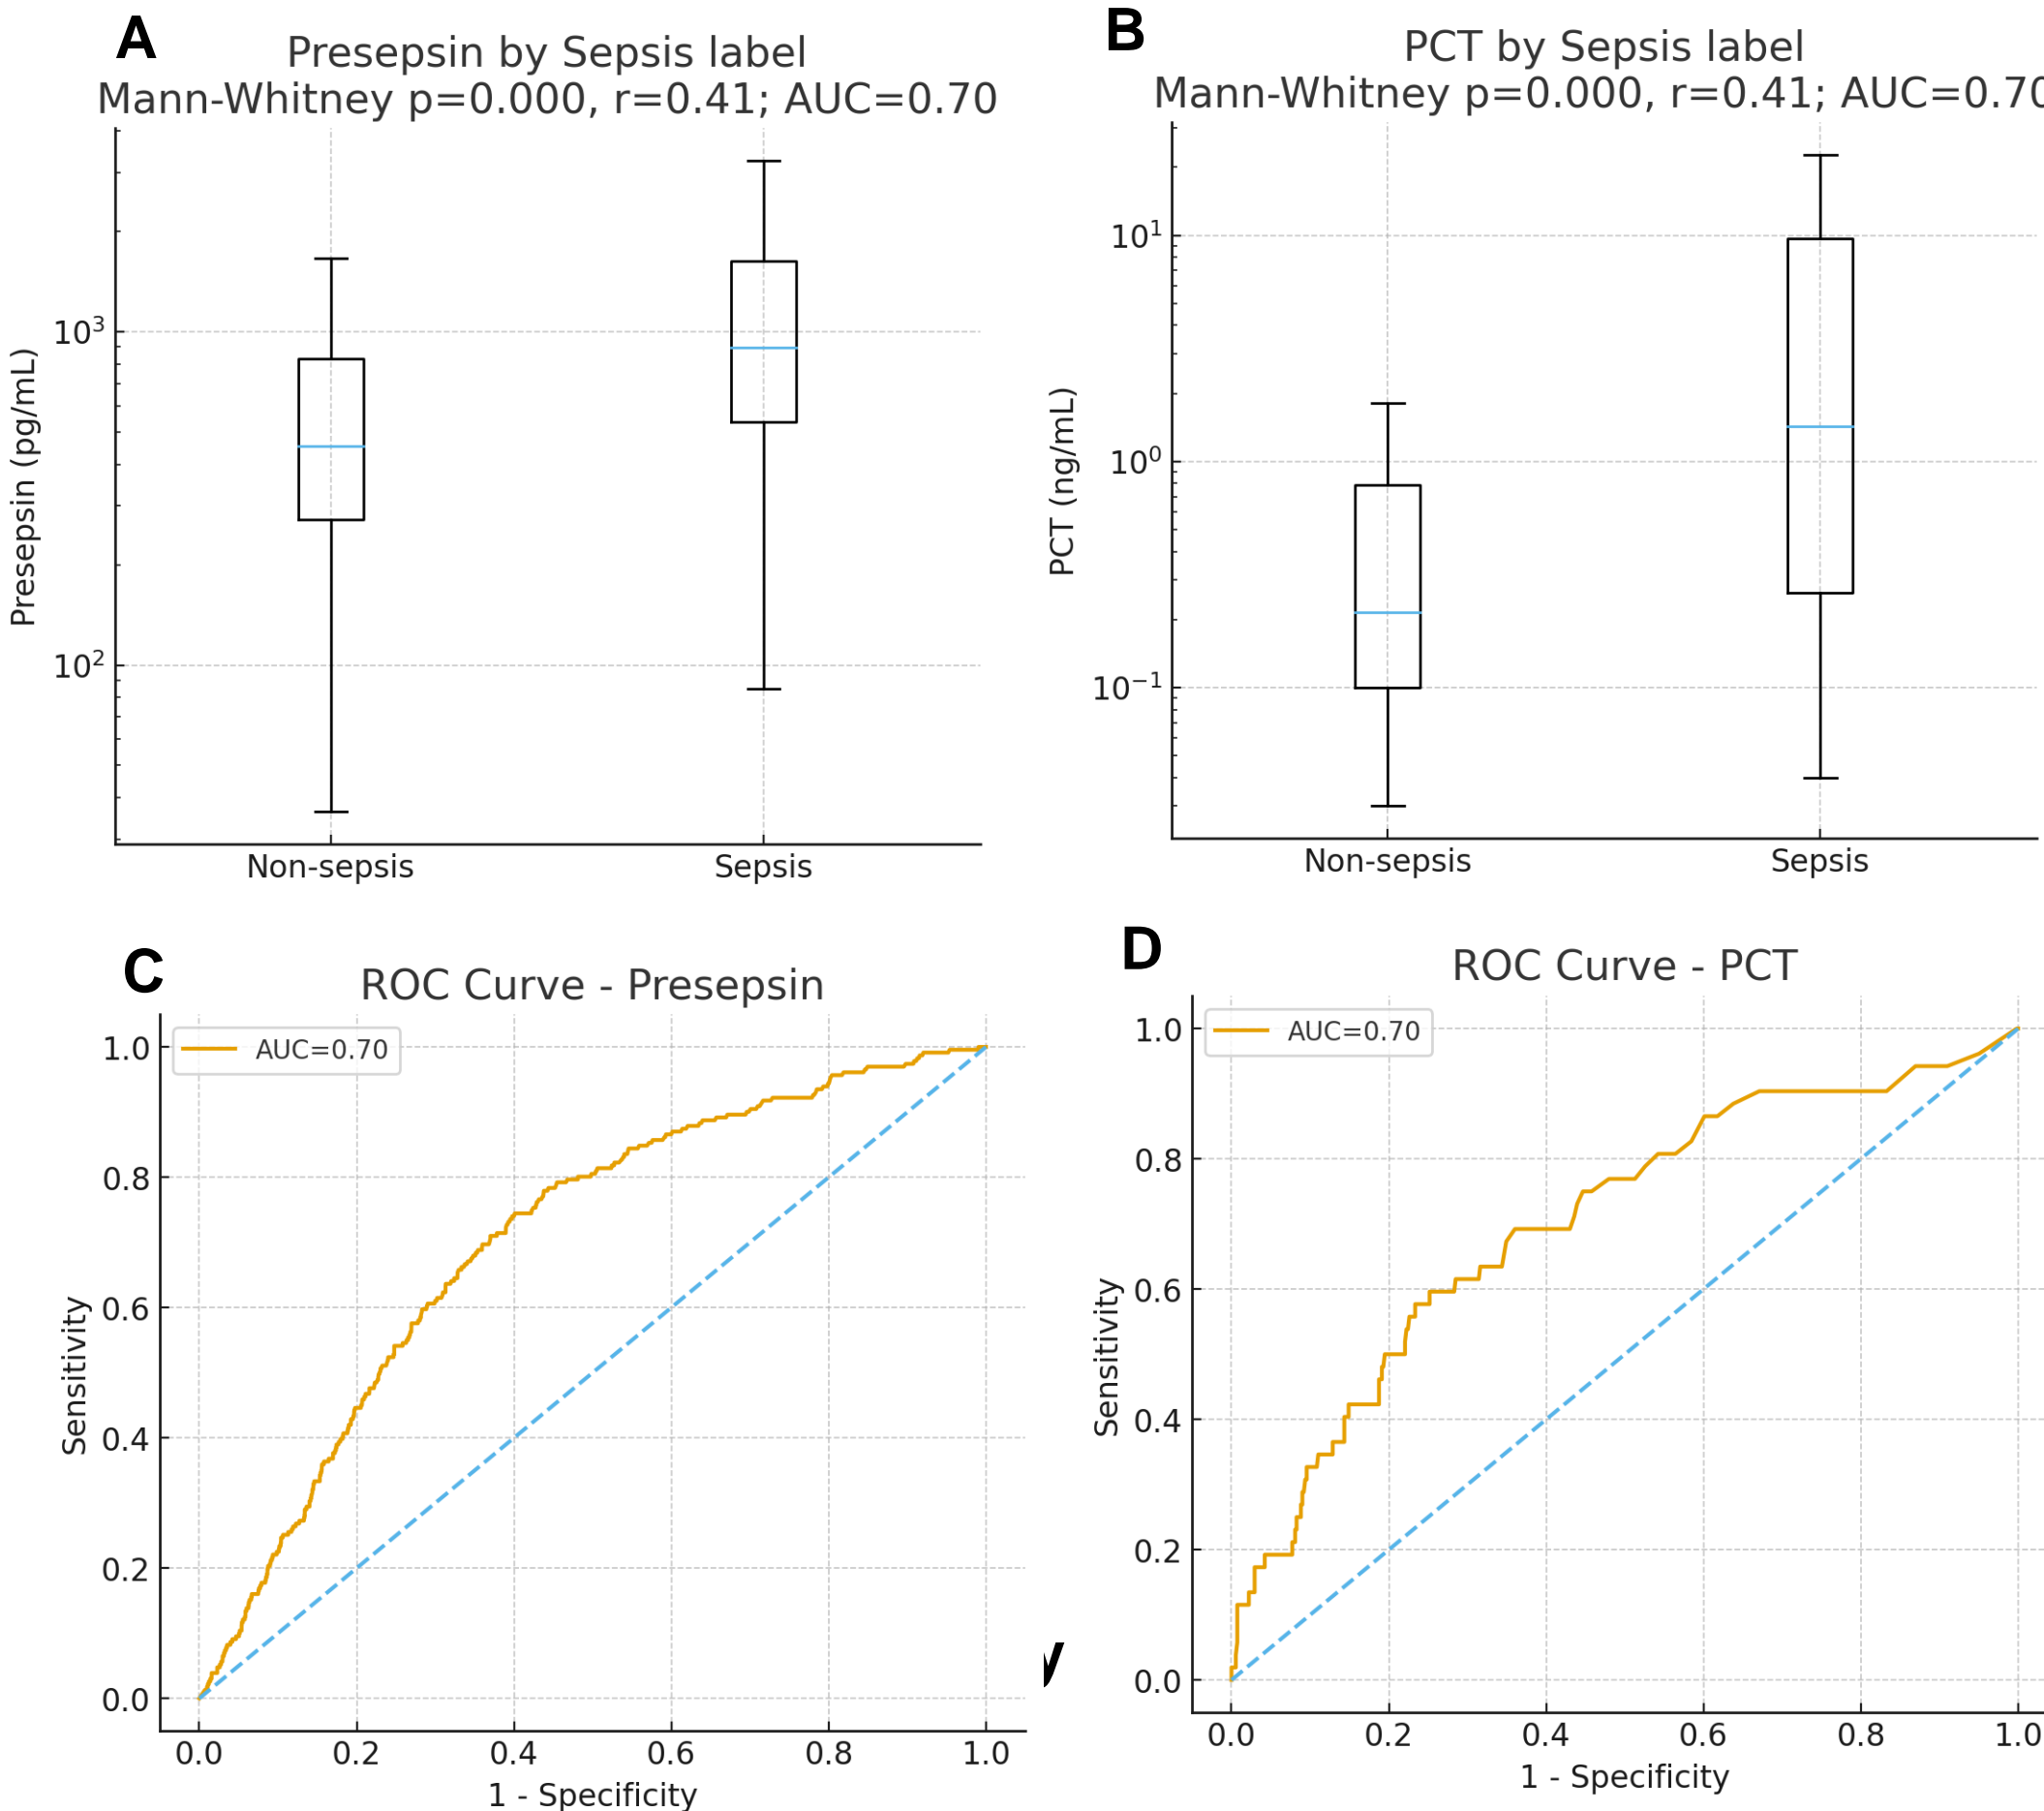 A
Presepsin by Sepsis label
Mann-Whitney p=0.000, r=0.41; AUC=0.70
Presepsin (pg/mL)
10³
10²
Non-sepsis
Sepsis
B
PCT by Sepsis label
Mann-Whitney p=0.000, r=0.41; AUC=0.70
PCT (ng/mL)
10¹
10⁰
10⁻¹
Non-sepsis
Sepsis
C
ROC Curve - Presepsin
AUC=0.70
Sensitivity
1.0
0.8
0.6
0.4
0.2
0.0
0.0 0.2 0.4 0.6 0.8 1.0
1 - Specificity
y
D
ROC Curve - PCT
AUC=0.70
Sensitivity
1.0
0.8
0.6
0.4
0.2
0.0
0.0 0.2 0.4 0.6 0.8 1.0
1 - Specificity